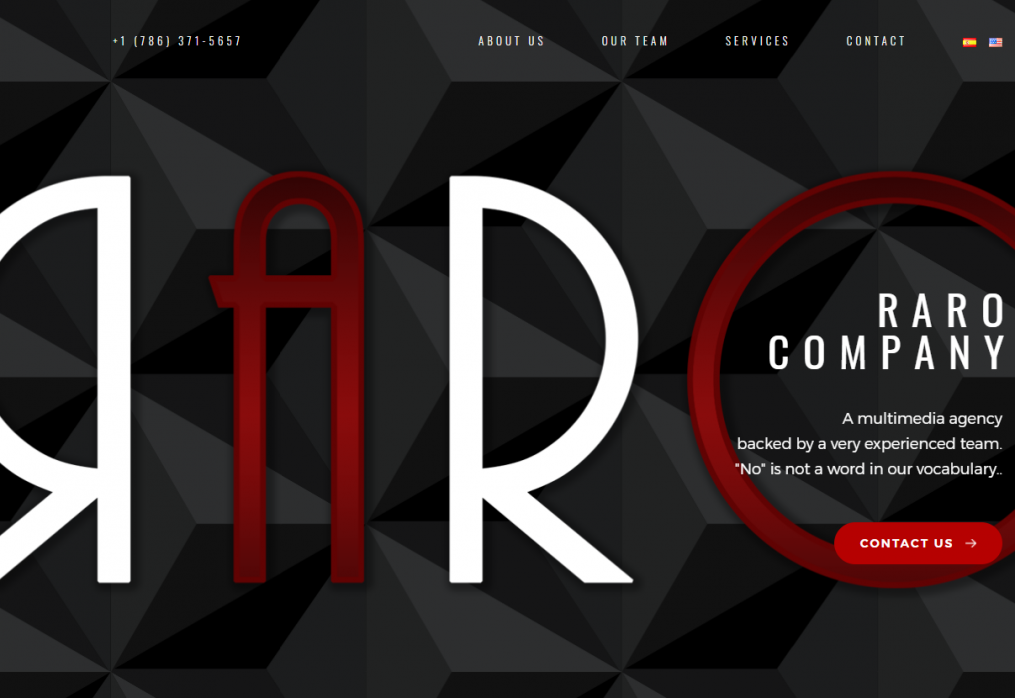 +1 (786) 371-5657
ABOUT US
OUR TEAM
SERVICES
CONTACT
RARO
RARO
COMPANY
A multimedia agency
backed by a very experienced team.
"No" is not a word in our vocabulary..
CONTACT US